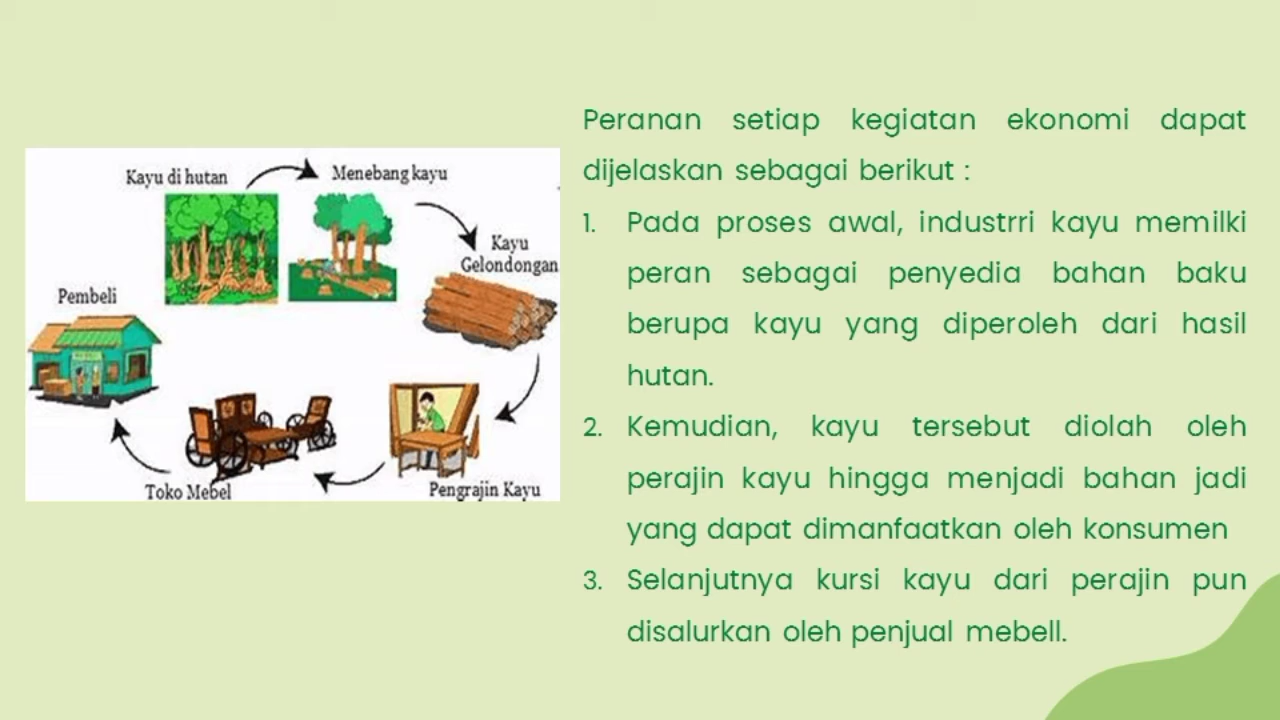 Kayu di hutan
Menebang kayu
Kayu
Gelondongan
Pembeli
Toko Mebel
Pengrajin Kayu
Peranan setiap kegiatan ekonomi dapat
dijelaskan sebagai berikut :
1. Pada proses awal, industrri kayu memilki
peran sebagai penyedia bahan baku
berupa kayu yang diperoleh dari hasil
hutan.
2. Kemudian, kayu tersebut diolah oleh
perajin kayu hingga menjadi bahan jadi
yang dapat dimanfaatkan oleh konsumen
3. Selanjutnya kursi kayu dari perajin pun
disalurkan oleh penjual mebell.